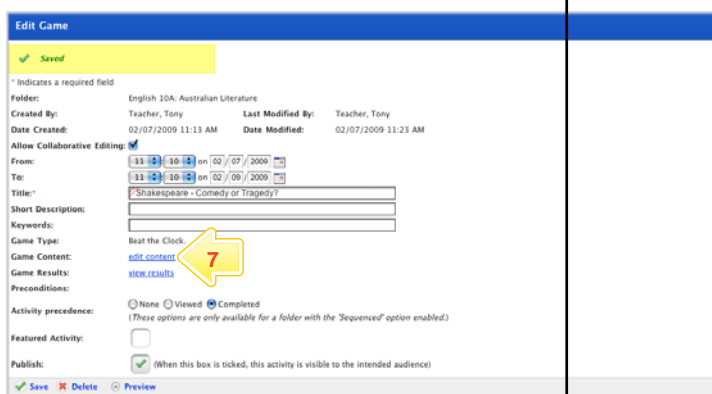 Edit Game
Saved
* Indicates a required field
Folder: English 10A: Australian Literature
Created By: Teacher, Tony Last Modified By: Teacher, Tony
Date Created: 02/07/2009 11:13 AM Date Modified: 02/07/2009 11:23 AM
Allow Collaborative Editing:
From: 11 : 10 on 02 / 07 / 2009
To: 11 : 10 on 02 / 09 / 2009
Title:* Shakespeare - Comedy or Tragedy?
Short Description:
Keywords:
Game Type: Beat the Clock.
Game Content: edit content 7
Game Results: view results
Preconditions:
Activity precedence: None Viewed Completed
(These options are only available for a folder with the 'Sequenced' option enabled.)
Featured Activity:
Publish: (When this box is ticked, this activity is visible to the intended audience)
Save Delete Preview